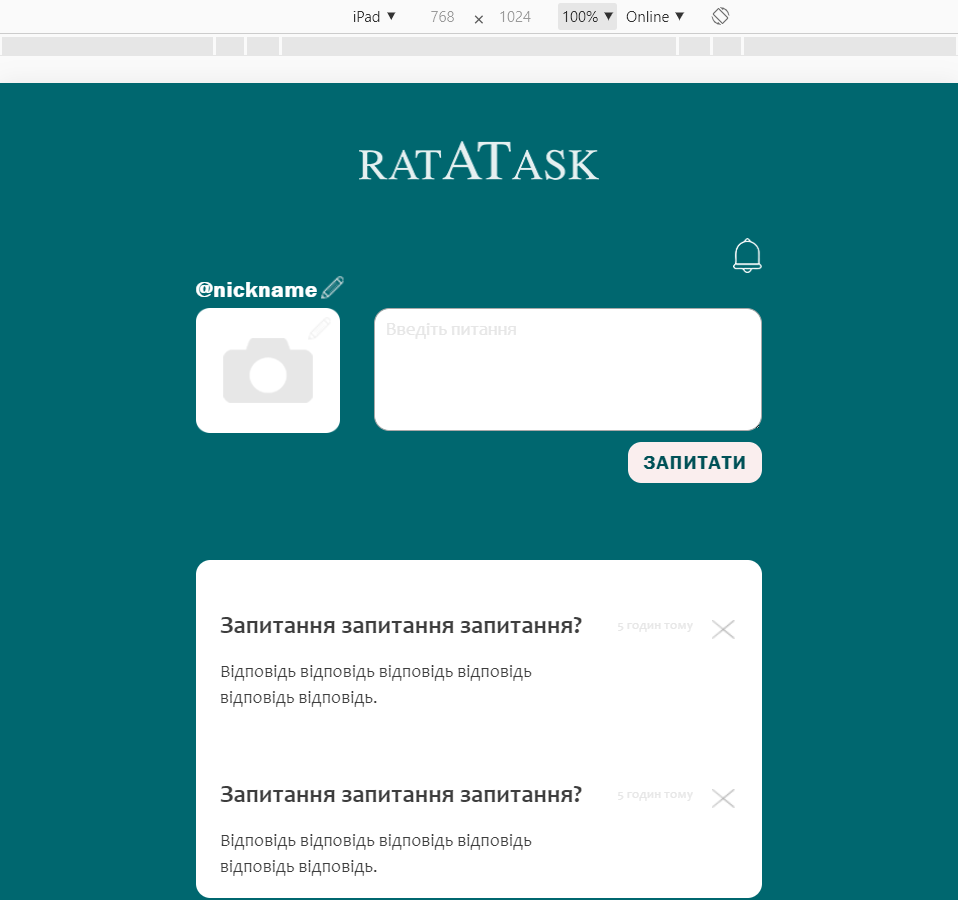 iPad ▼ 768 × 1024 100% ▼ Online ▼
RATATASK
@nickname
Введіть питання
ЗАПИТАТИ
Запитання запитання запитання? 5 годин тому
Відповідь відповідь відповідь відповідь
відповідь відповідь.
Запитання запитання запитання? 5 годин тому
Відповідь відповідь відповідь відповідь
відповідь відповідь.